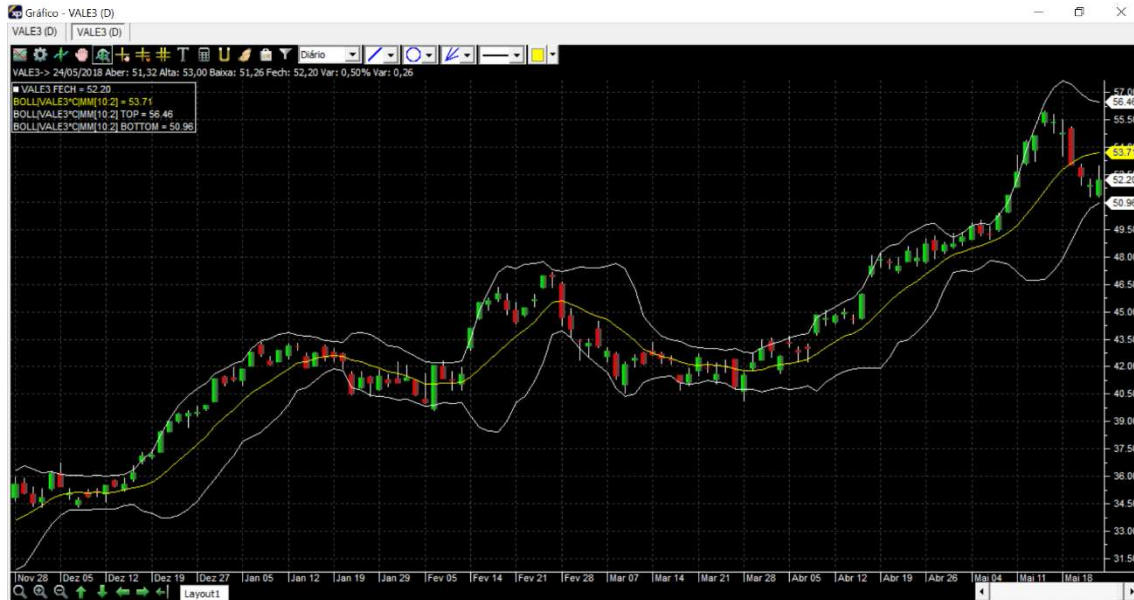 xp Gráfico - VALE3 (D)
VALE3 (D) VALE3 (D)
T Diário
VALE3-> 24/05/2018 Aber: 51,32 Alta: 53,00 Baixa: 51,26 Fech: 52,20 Var: 0,50% Var: 0,26
VALE3 FECH = 52.20
BOLL|VALE3*C|MM[10:2] = 53.71
BOLL|VALE3*C|MM[10:2] TOP = 56.46
BOLL|VALE3*C|MM[10:2] BOTTOM = 50.96
57.00
56.46
55.50
53.71
52.20
50.96
49.50
48.00
46.50
45.00
43.50
42.00
40.50
39.00
37.50
36.00
34.50
33.00
31.50
Nov 28 Dez 05 Dez 12 Dez 19 Dez 27 Jan 05 Jan 12 Jan 19 Jan 29 Fev 05 Fev 14 Fev 21 Fev 28 Mar 07 Mar 14 Mar 21 Mar 28 Abr 05 Abr 12 Abr 19 Abr 26 Mai 04 Mai 11 Mai 18
Layout1